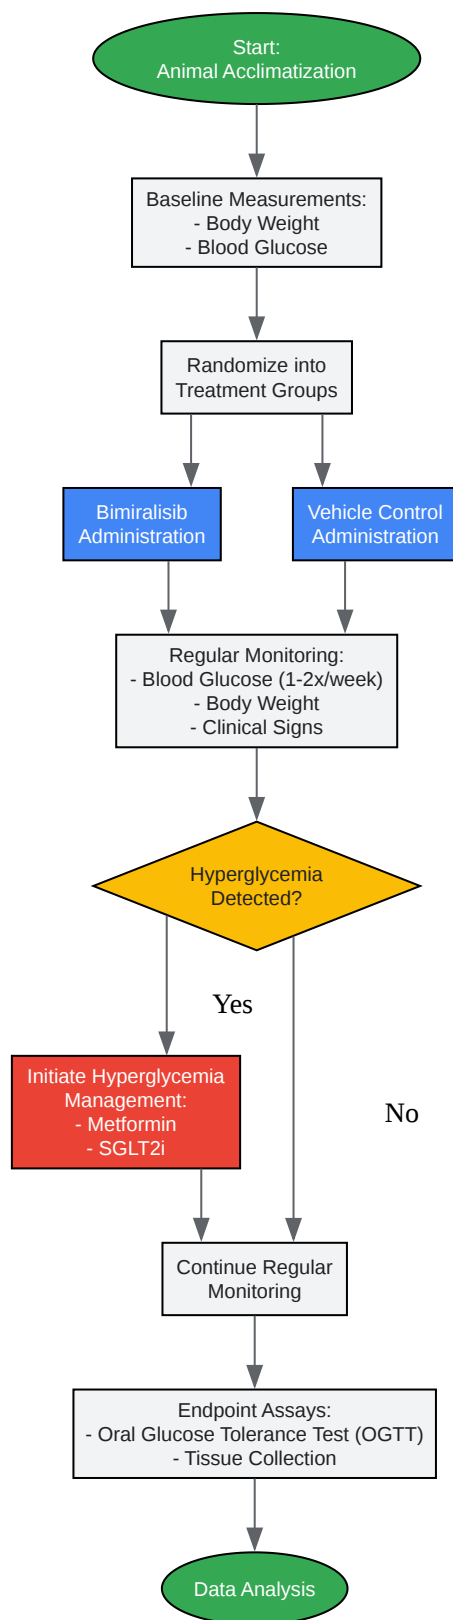 Start:
Animal Acclimatization
Baseline Measurements:
- Body Weight
- Blood Glucose
Randomize into
Treatment Groups
Bimiralisib
Administration
Vehicle Control
Administration
Regular Monitoring:
- Blood Glucose (1-2x/week)
- Body Weight
- Clinical Signs
Hyperglycemia
Detected?
Yes
No
Initiate Hyperglycemia
Management:
- Metformin
- SGLT2i
Continue Regular
Monitoring
Endpoint Assays:
- Oral Glucose Tolerance Test (OGTT)
- Tissue Collection
Data Analysis